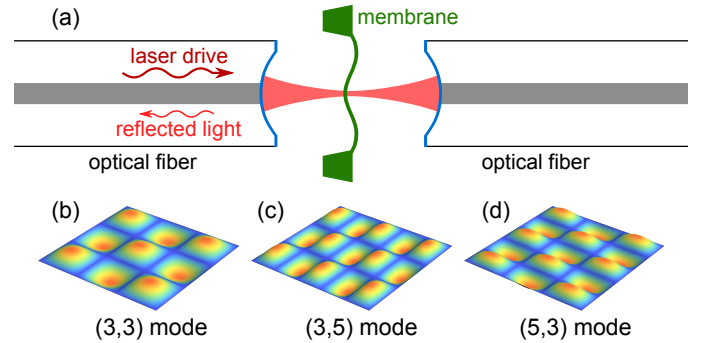 (a)
membrane
laser drive
reflected light
optical fiber
optical fiber
(b)
(c)
(d)
(3,3) mode
(3,5) mode
(5,3) mode